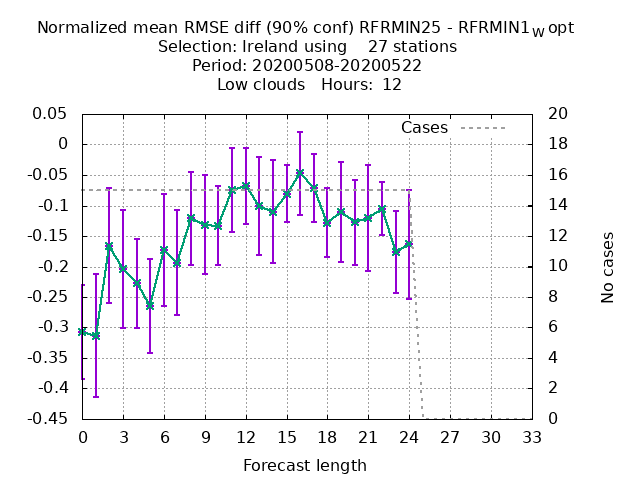 Normalized mean RMSE diff (90% conf) RFRMIN25 - RFRMIN1wopt
Selection: Ireland using 27 stations
Period: 20200508-20200522
Low clouds Hours: 12
Cases
0.05
0
-0.05
-0.1
-0.15
-0.2
-0.25
-0.3
-0.35
-0.4
-0.45
20
18
16
14
12
10
8
6
4
2
0
No cases
0 3 6 9 12 15 18 21 24 27 30 33
Forecast length